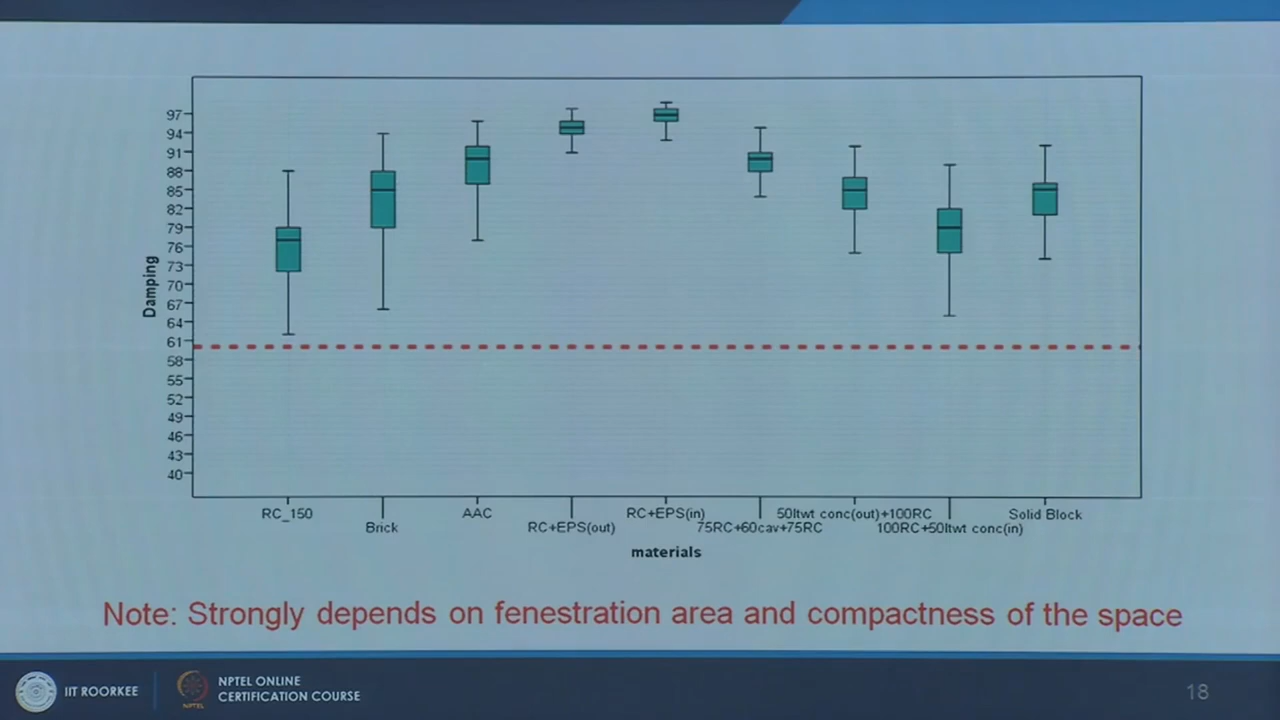 Damping
97
94
91
88
85
82
79
76
73
70
67
64
61
58
55
52
49
46
43
40
RC_150
Brick
AAC
RC+EPS(out)
RC+EPS(in)
75RC+60cav+75RC
50ltwt conc(out)+100RC
100RC+50ltwt conc(in)
Solid Block
materials
Note: Strongly depends on fenestration area and compactness of the space
IIT ROORKEE
NPTEL
NPTEL ONLINE
CERTIFICATION COURSE
18